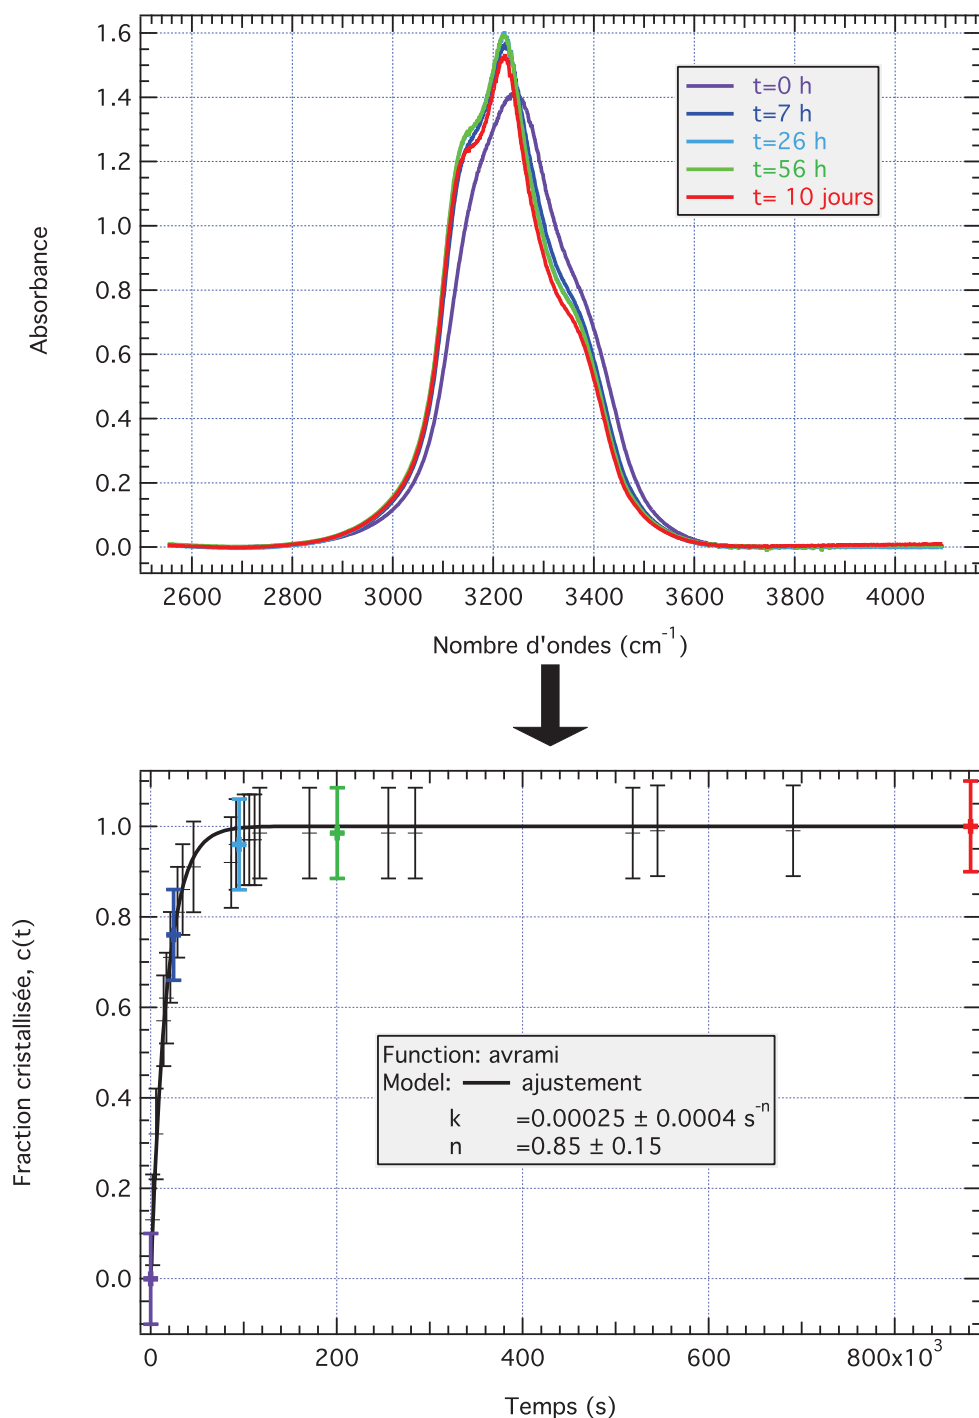 1.6
1.4
1.2
1.0
0.8
0.6
0.4
0.2
0.0
Absorbance
t=0 h
t=7 h
t=26 h
t=56 h
t= 10 jours
2600 2800 3000 3200 3400 3600 3800 4000
Nombre d'ondes (cm⁻¹)
1.0
0.8
0.6
0.4
0.2
0.0
Fraction cristallisée, c(t)
Function: avrami
Model: ajustement
k =0.00025 ± 0.0004 s⁻ⁿ
n =0.85 ± 0.15
0 200 400 600 800x10³
Temps (s)